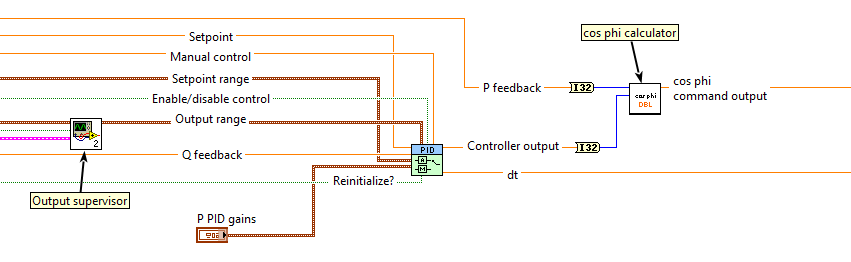 cos phi calculator
Setpoint
Manual control
Setpoint range
P feedback
I32
cos phi
DBL
cos phi
command output
Enable/disable control
Output range
2
Q feedback
PID
Controller output
I32
dt
Reinitialize?
Output supervisor
P PID gains